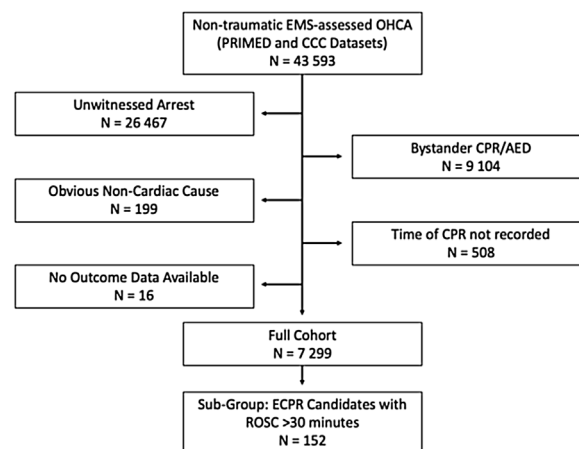 Non-traumatic EMS-assessed OHCA
(PRIMED and CCC Datasets)
N = 43 593
Unwitnessed Arrest
N = 26 467
Bystander CPR/AED
N = 9 104
Obvious Non-Cardiac Cause
N = 199
Time of CPR not recorded
N = 508
No Outcome Data Available
N = 16
Full Cohort
N = 7 299
Sub-Group: ECPR Candidates with
ROSC >30 minutes
N = 152